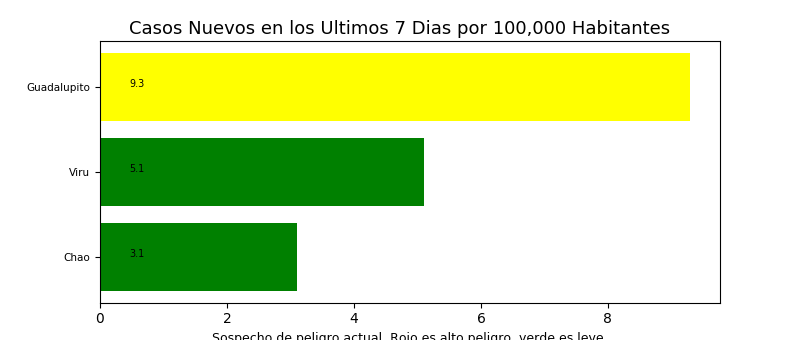 Casos Nuevos en los Ultimos 7 Dias por 100,000 Habitantes
Guadalupito
9.3
Viru
5.1
Chao
3.1
0 2 4 6 8
Sospecho de peligro actual. Rojo es alto peligro, verde es leve